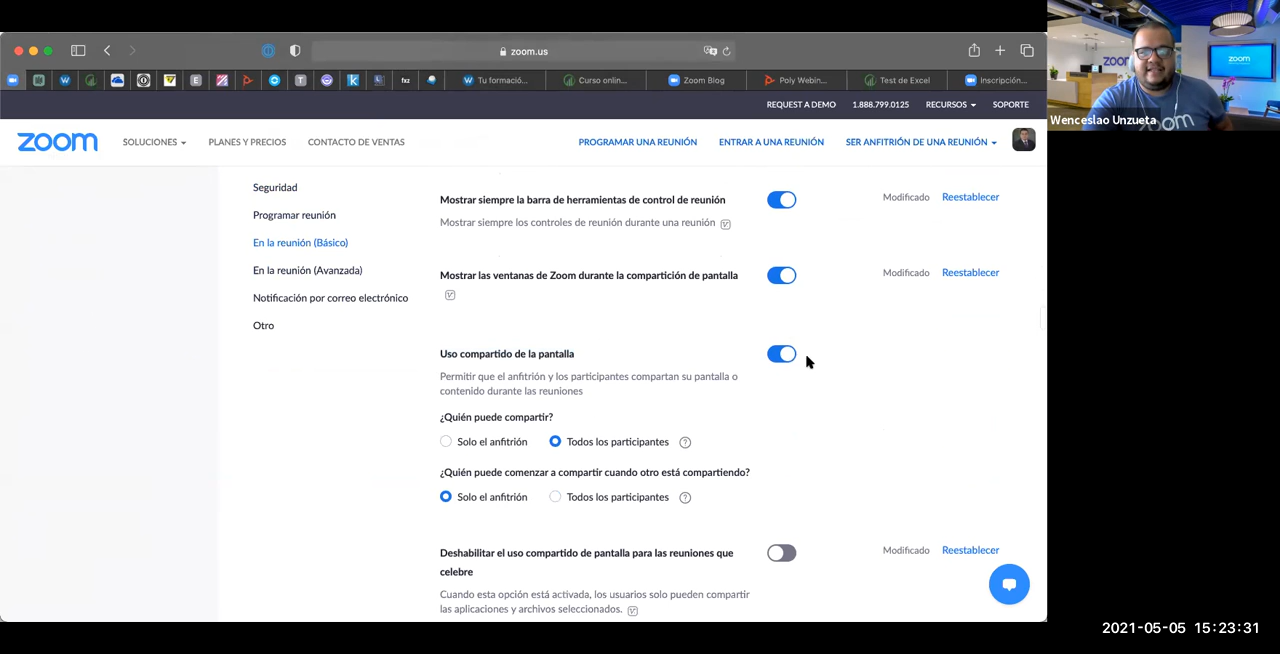 zoom.us
W Tu formació...
Curso onlin...
Zoom Blog
Poly Webin...
Test de Excel
Inscripción...
REQUEST A DEMO 1.888.799.0125 RECURSOS SOPORTE
zoom SOLUCIONES PLANES Y PRECIOS CONTACTO DE VENTAS PROGRAMAR UNA REUNIÓN ENTRAR A UNA REUNIÓN SER ANFITRIÓN DE UNA REUNIÓN
Seguridad
Programar reunión
En la reunión (Básico)
En la reunión (Avanzada)
Notificación por correo electrónico
Otro
Mostrar siempre la barra de herramientas de control de reunión Modificado Reestablecer
Mostrar siempre los controles de reunión durante una reunión
Mostrar las ventanas de Zoom durante la compartición de pantalla Modificado Reestablecer
Uso compartido de la pantalla
Permitir que el anfitrión y los participantes compartan su pantalla o
contenido durante las reuniones
¿Quién puede compartir?
Solo el anfitrión Todos los participantes ?
¿Quién puede comenzar a compartir cuando otro está compartiendo?
Solo el anfitrión Todos los participantes ?
Deshabilitar el uso compartido de pantalla para las reuniones que Modificado Reestablecer
celebre
Cuando esta opción está activada, los usuarios solo pueden compartir
las aplicaciones y archivos seleccionados.
zoom
Wenceslao Unzueta
2021-05-05 15:23:31